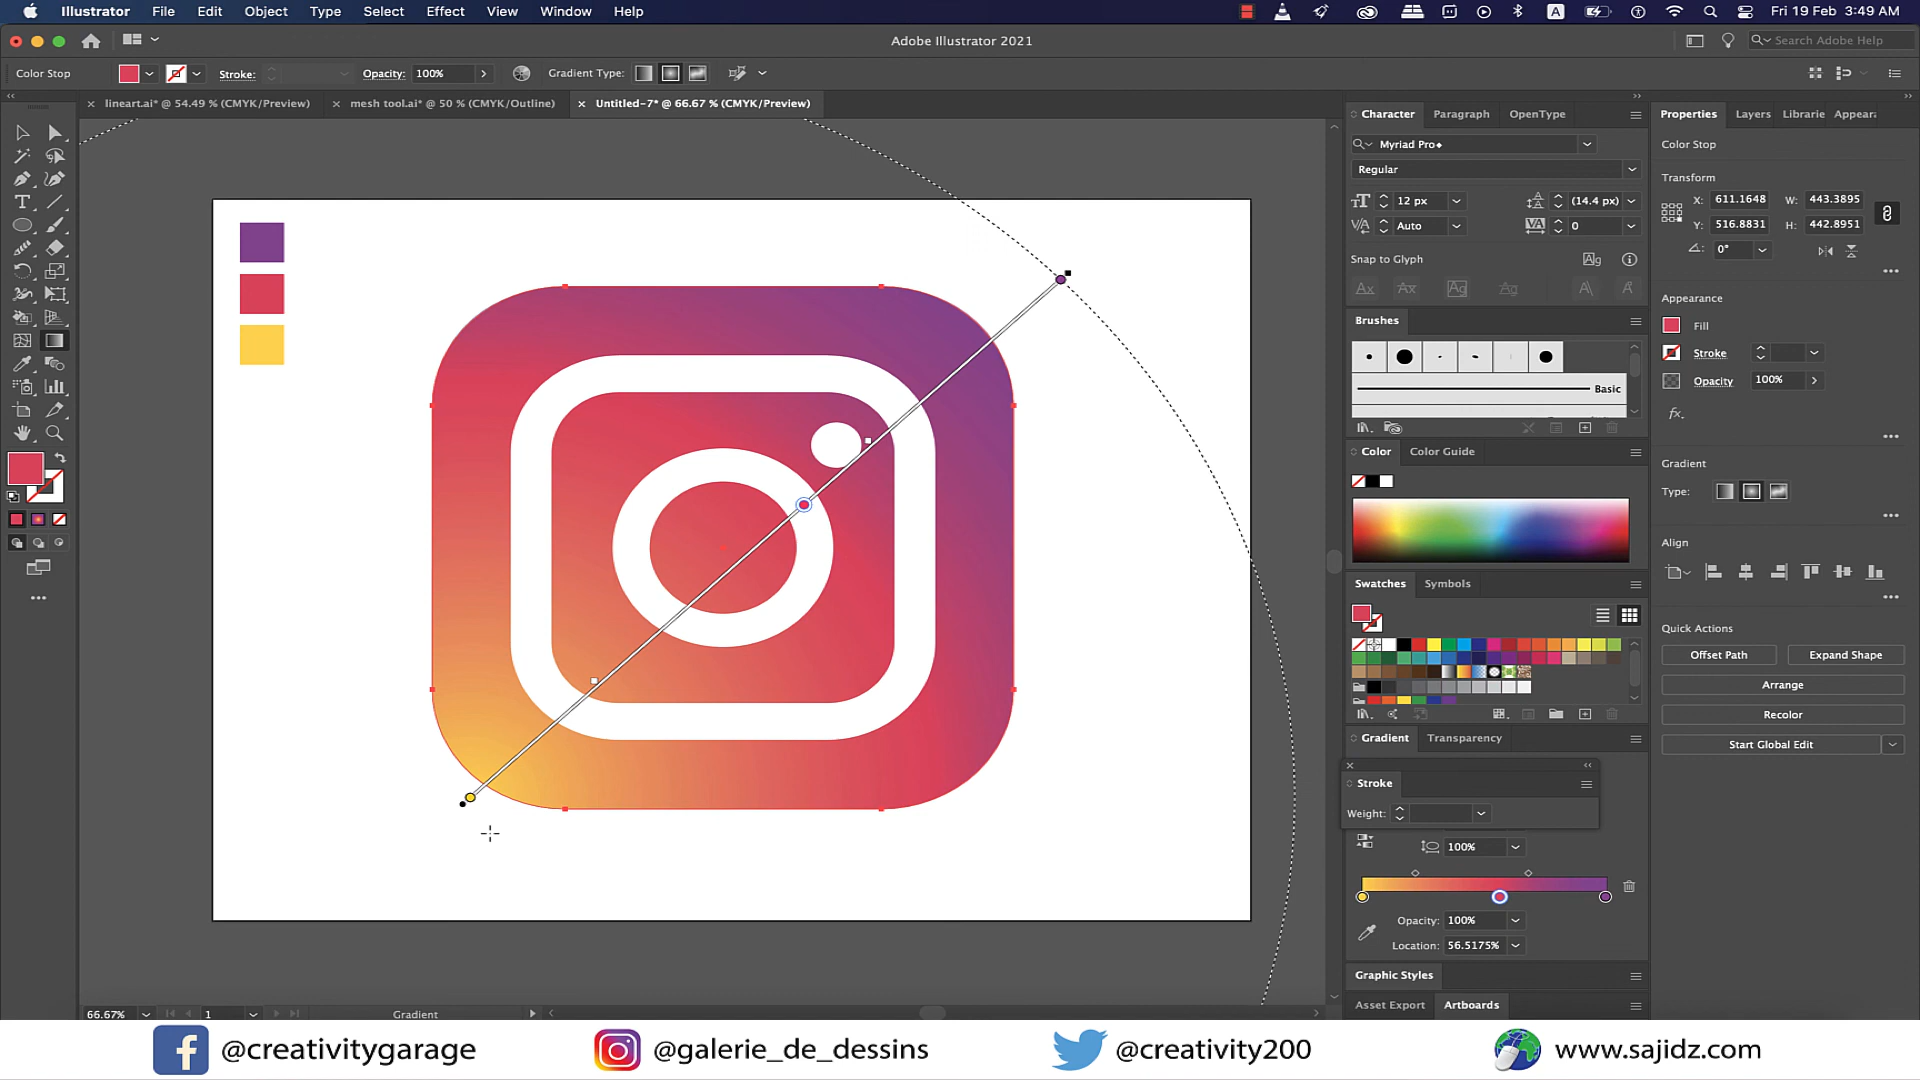 Illustrator File Edit Object Type Select Effect View Window Help
A Fri 19 Feb 3:49 AM
Adobe Illustrator 2021
Search Adobe Help
Color Stop Stroke: Opacity: 100% Gradient Type:
lineart.ai* @ 54.49 % (CMYK/Preview)
mesh tool.ai* @ 50 % (CMYK/Outline)
Untitled-7* @ 66.67 % (CMYK/Preview)
Character Paragraph OpenType
Myriad Pro
Regular
12 px (14.4 px)
Auto 0
Snap to Glyph
Brushes
Basic
Color Color Guide
Swatches Symbols
Gradient Transparency
Stroke
Weight:
100%
Opacity: 100%
Location: 56.5175%
Graphic Styles
Asset Export Artboards
Properties Layers Librarie Appear
Color Stop
Transform
X: 611.1648 W: 443.3895
Y: 516.8831 H: 442.8951
0°
Appearance
Fill
Stroke
Opacity 100%
fx.
Gradient
Type:
Align
Quick Actions
Offset Path Expand Shape
Arrange
Recolor
Start Global Edit
66.67% 1 Gradient
@creativitygarage
@galerie_de_dessins
@creativity200
www.sajidz.com